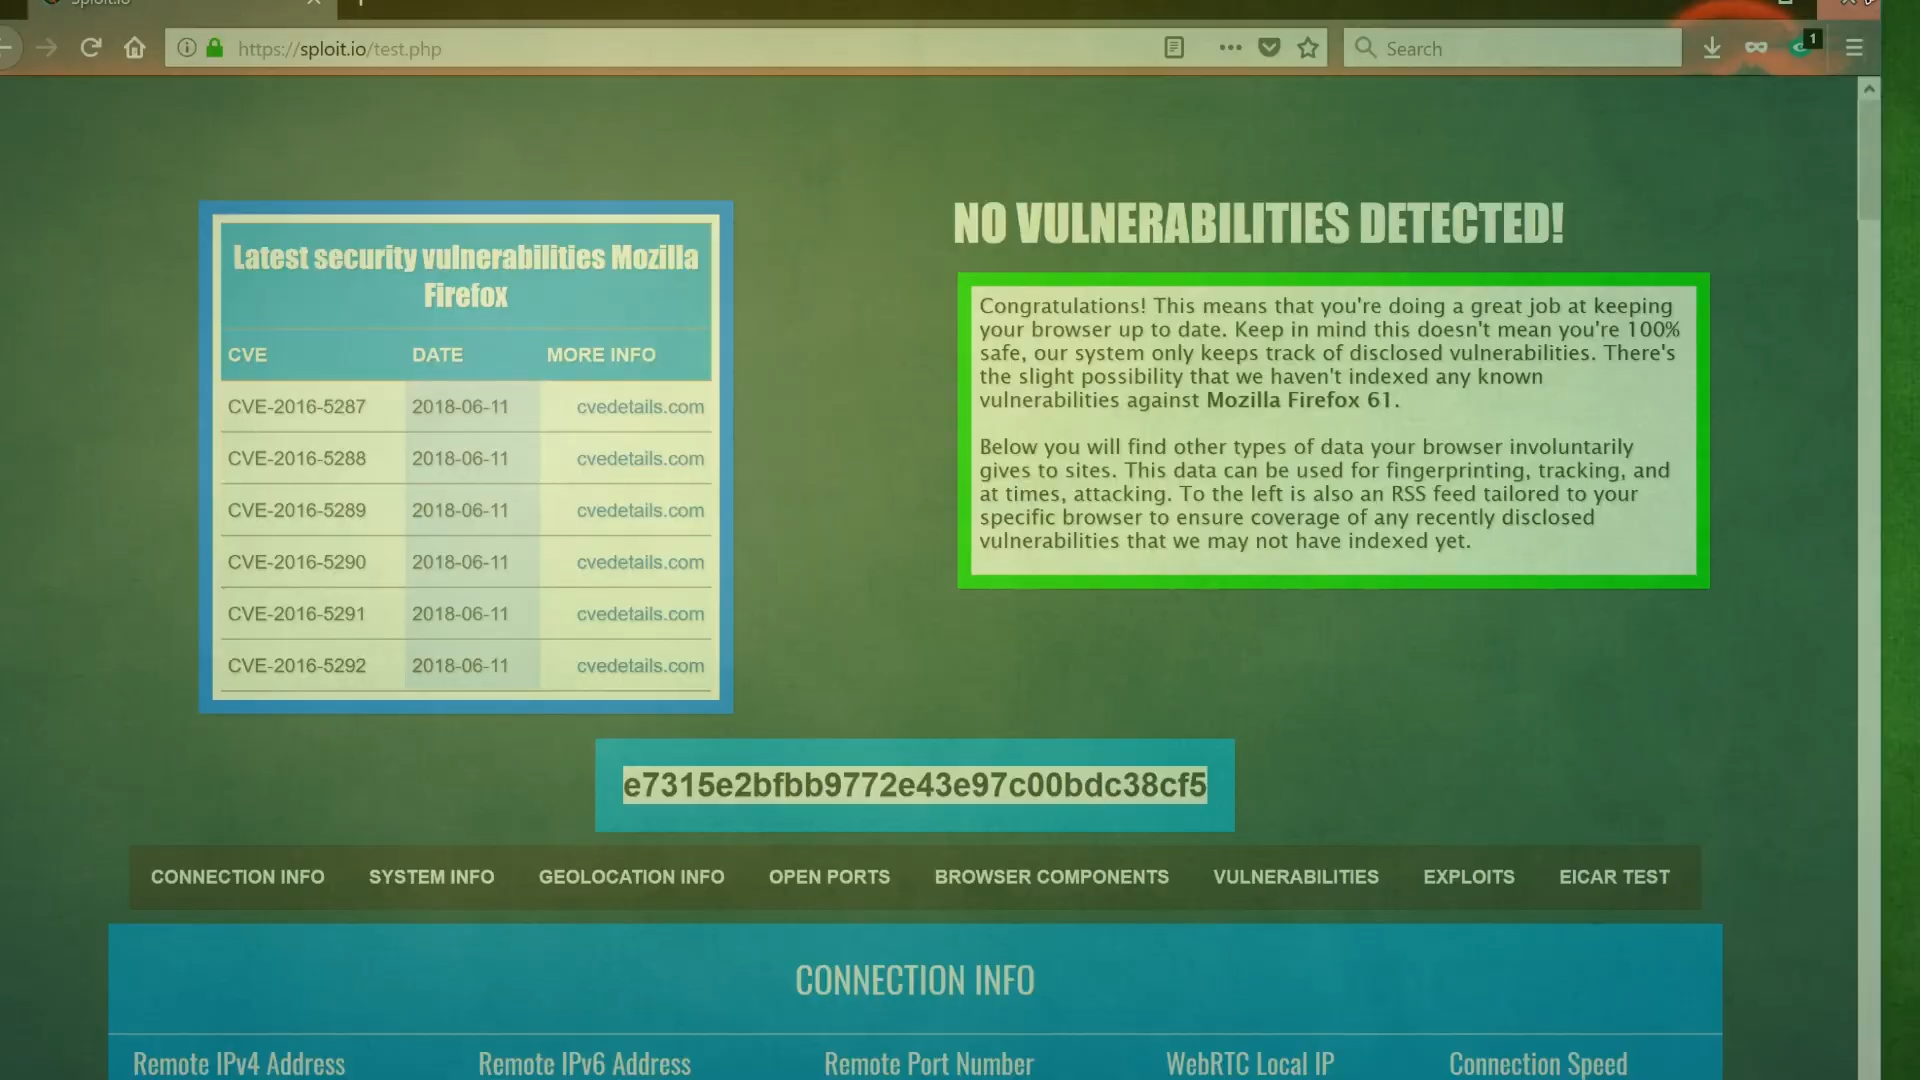 Sploit.io
https://sploit.io/test.php
Search
1
Latest security vulnerabilities Mozilla
Firefox
CVE DATE MORE INFO
CVE-2016-5287 2018-06-11 cvedetails.com
CVE-2016-5288 2018-06-11 cvedetails.com
CVE-2016-5289 2018-06-11 cvedetails.com
CVE-2016-5290 2018-06-11 cvedetails.com
CVE-2016-5291 2018-06-11 cvedetails.com
CVE-2016-5292 2018-06-11 cvedetails.com
NO VULNERABILITIES DETECTED!
Congratulations! This means that you're doing a great job at keeping
your browser up to date. Keep in mind this doesn't mean you're 100%
safe, our system only keeps track of disclosed vulnerabilities. There's
the slight possibility that we haven't indexed any known
vulnerabilities against Mozilla Firefox 61.
Below you will find other types of data your browser involuntarily
gives to sites. This data can be used for fingerprinting, tracking, and
at times, attacking. To the left is also an RSS feed tailored to your
specific browser to ensure coverage of any recently disclosed
vulnerabilities that we may not have indexed yet.
e7315e2bfbb9772e43e97c00bdc38cf5
CONNECTION INFO SYSTEM INFO GEOLOCATION INFO OPEN PORTS BROWSER COMPONENTS VULNERABILITIES EXPLOITS EICAR TEST
CONNECTION INFO
Remote IPv4 Address Remote IPv6 Address Remote Port Number WebRTC Local IP Connection Speed